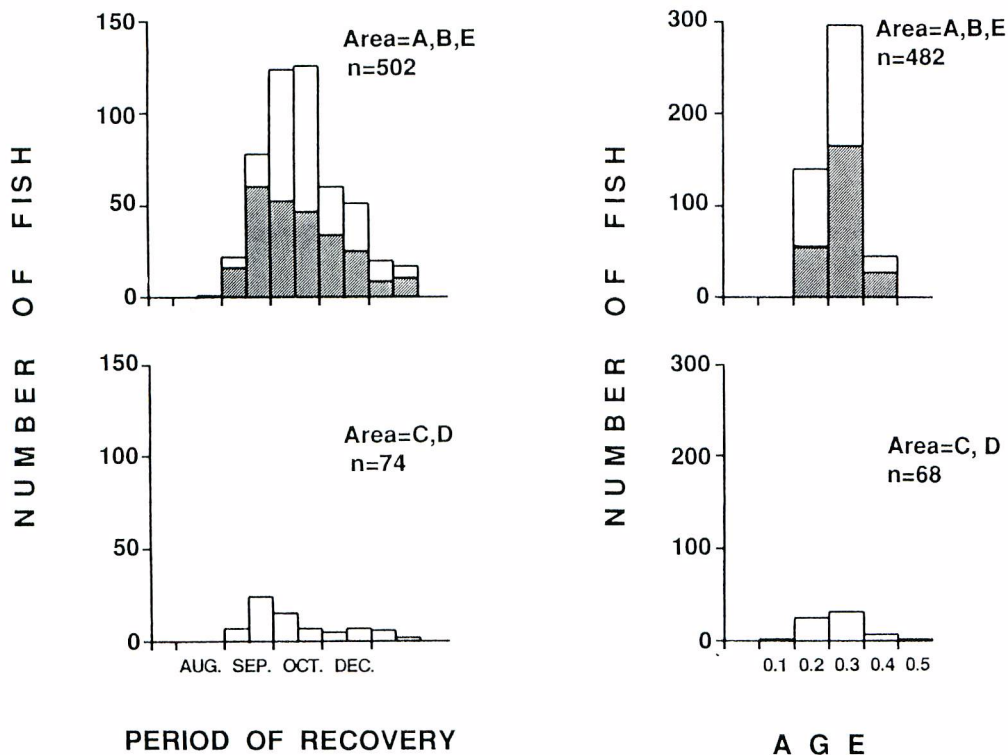 150
100
50
0
Area=A,B,E
n=502
300
200
100
0
Area=A,B,E
n=482
NUMBER OF FISH
NUMBER OF FISH
150
100
50
0
Area=C,D
n=74
AUG. SEP. OCT. DEC.
300
200
100
0
Area=C, D
n=68
0.1 0.2 0.3 0.4 0.5
PERIOD OF RECOVERY
AGE